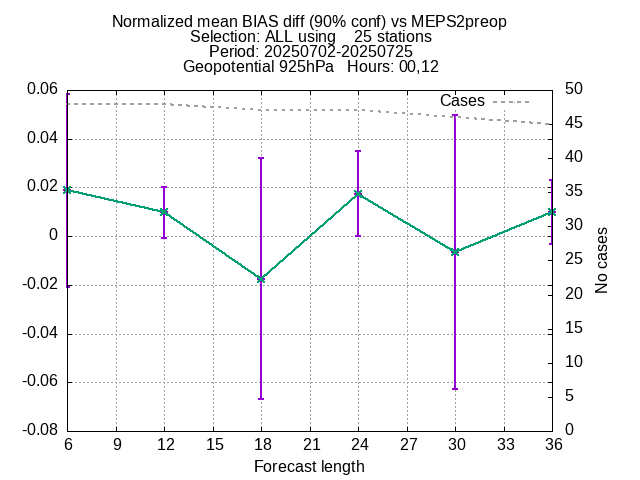 Normalized mean BIAS diff (90% conf) vs MEPS2preop
Selection: ALL using    25 stations
Period: 20250702-20250725
Geopotential 925hPa   Hours: 00,12
Cases
0.06
0.04
0.02
0
-0.02
-0.04
-0.06
-0.08
50
45
40
35
30
25
20
15
10
5
0
No cases
6 9 12 15 18 21 24 27 30 33 36
Forecast length